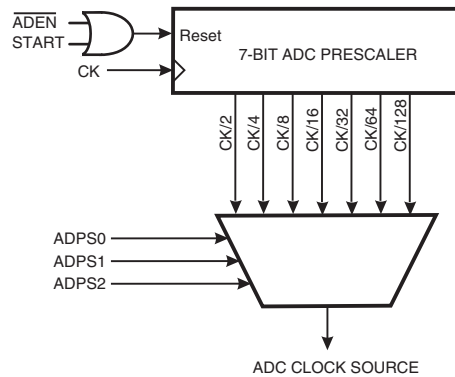 ADEN
START
Reset
7-BIT ADC PRESCALER
CK
CK/2
CK/4
CK/8
CK/16
CK/32
CK/64
CK/128
ADPS0
ADPS1
ADPS2
ADC CLOCK SOURCE